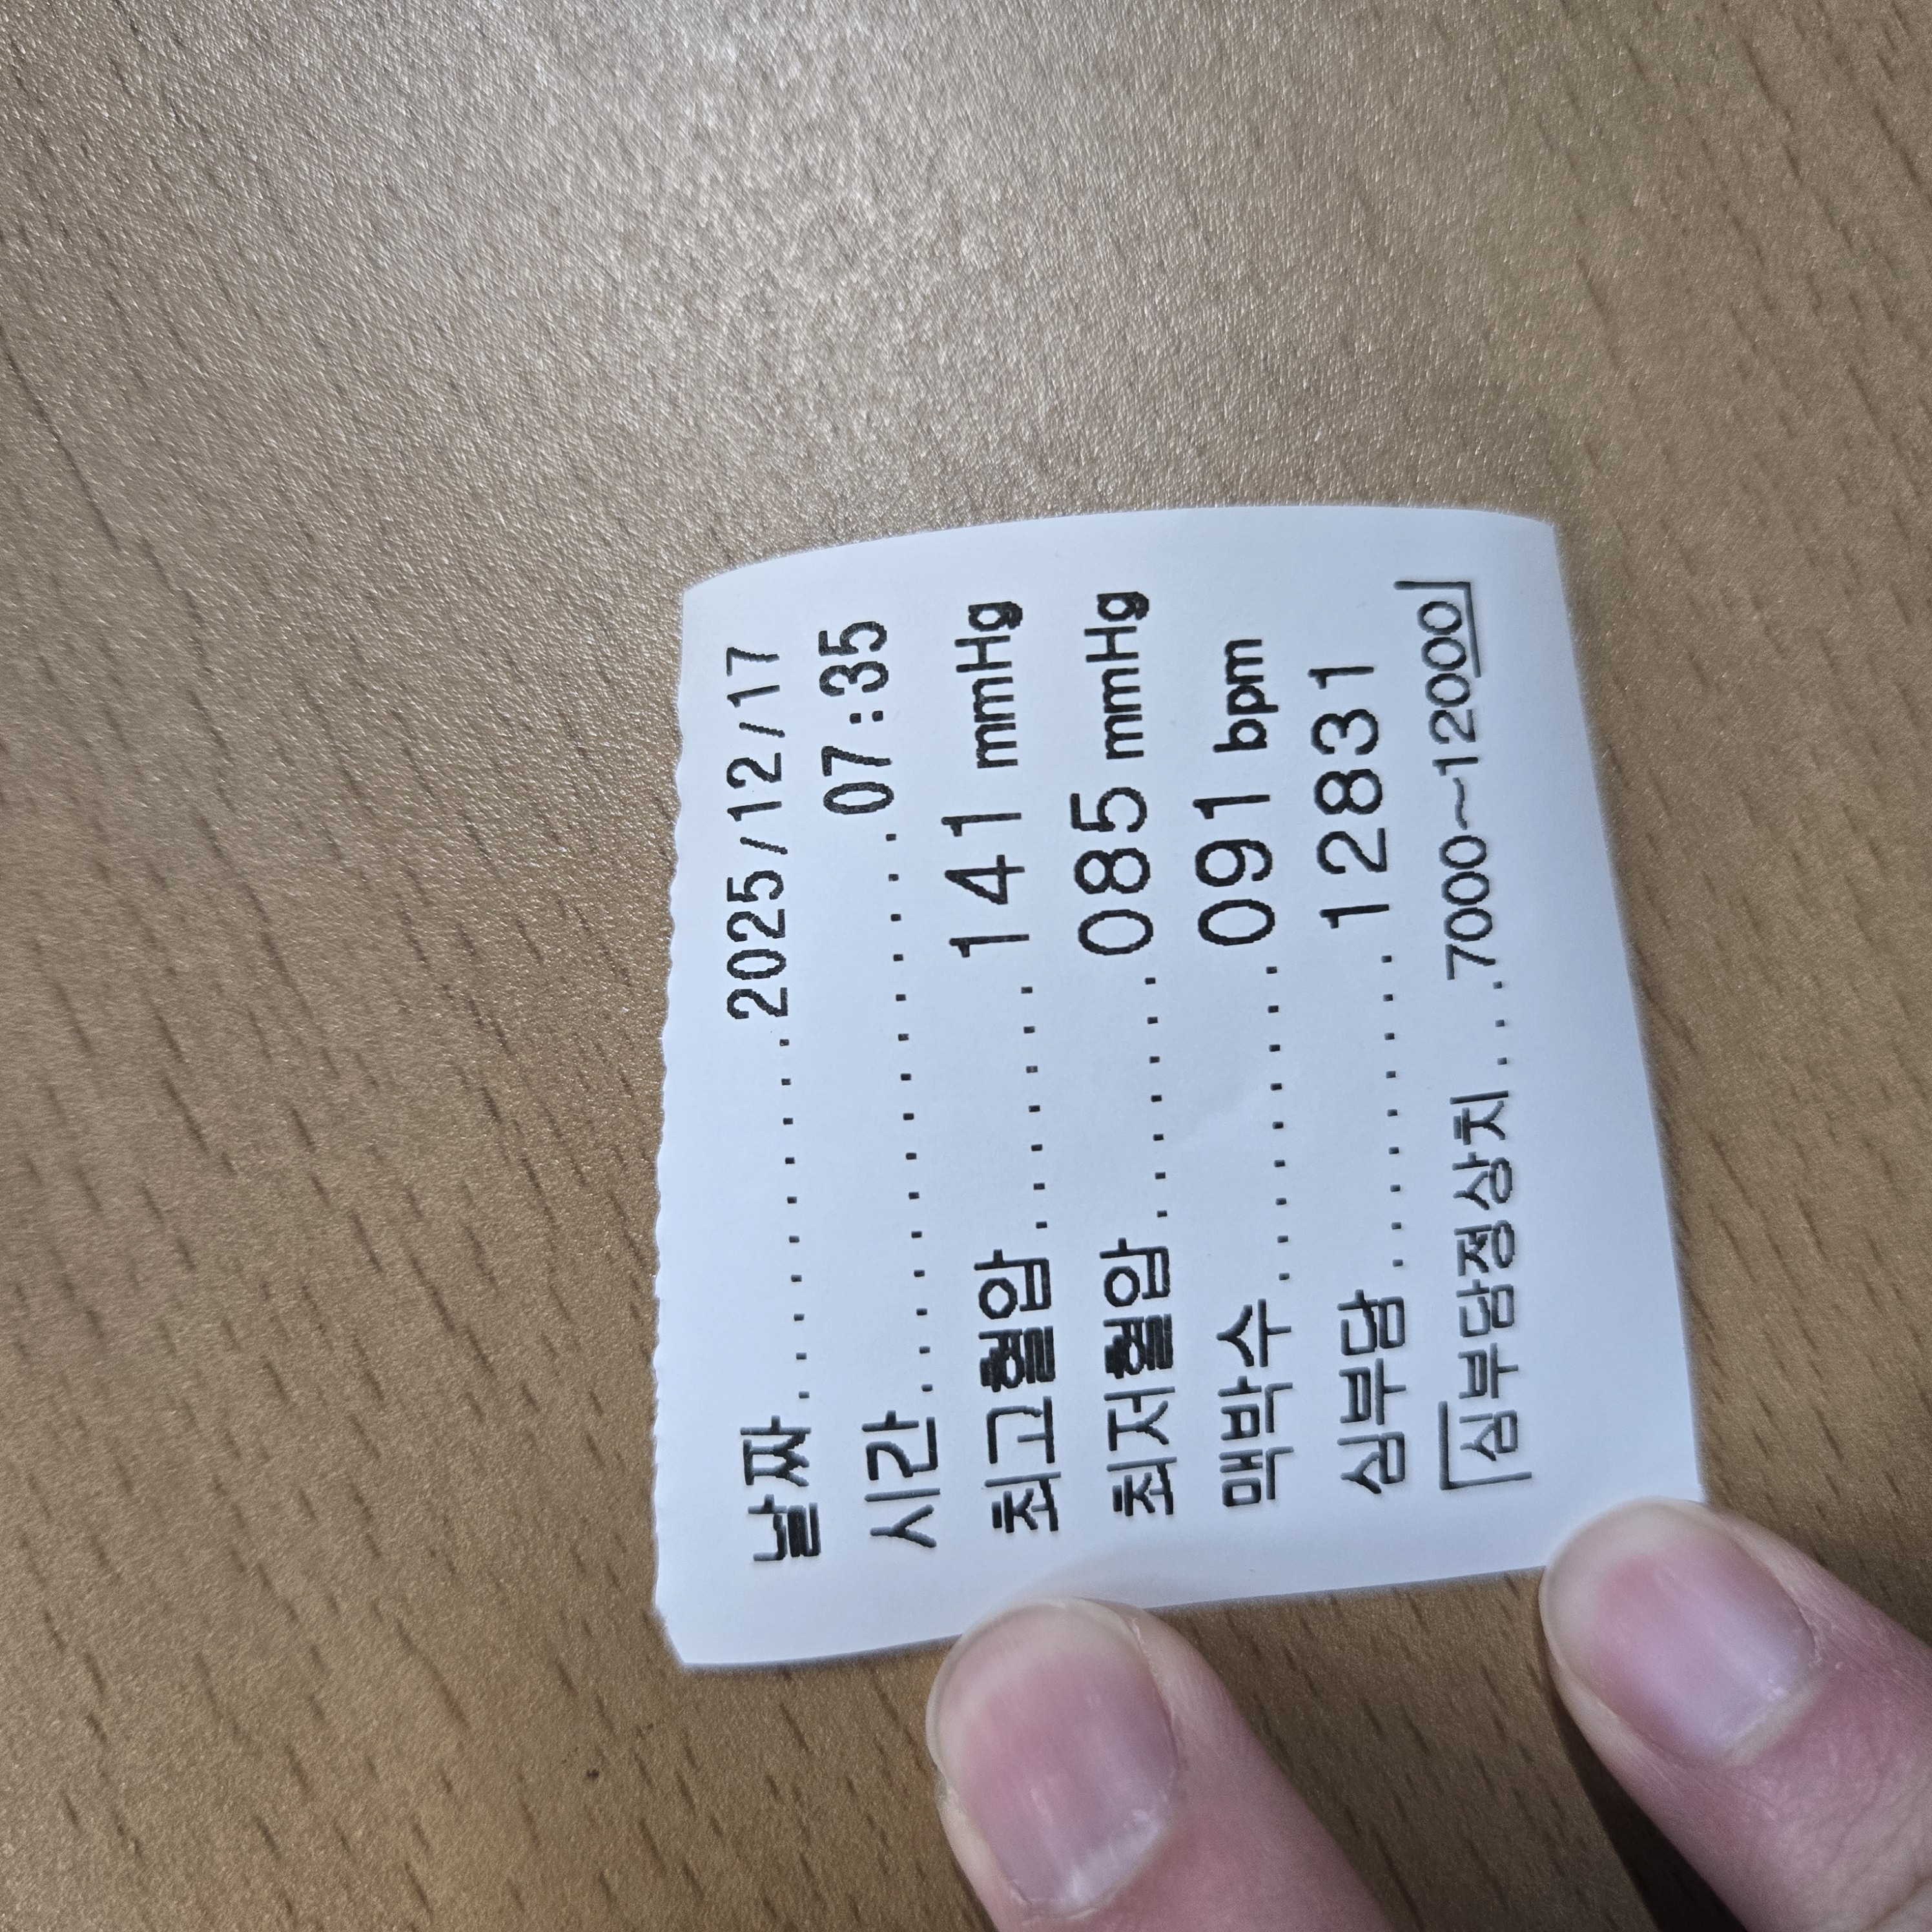 날짜.........2025/12/17
시간..............07:35
최고혈압.......141 mmHg
최저혈압.......085 mmHg
맥박수.........091 bpm
심부담.........12831
[심부담정상치...7000~12000]